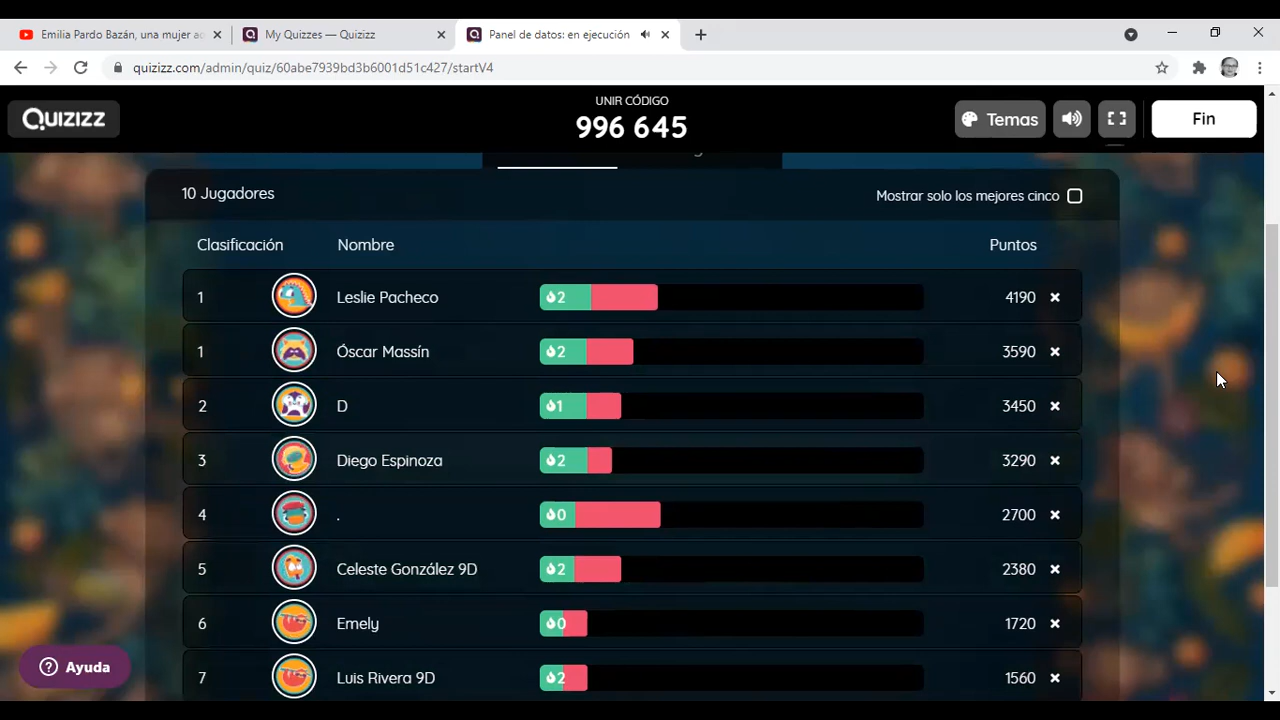 Emilia Pardo Bazán, una mujer ad
My Quizzes — Quizizz
Panel de datos: en ejecución
quizizz.com/admin/quiz/60abe7939bd3b6001d51c427/startV4
Quizizz
UNIR CÓDIGO
996 645
Temas
Fin
10 Jugadores
Mostrar solo los mejores cinco
Clasificación Nombre Puntos
1 Leslie Pacheco 2 4190
1 Óscar Massín 2 3590
2 D 1 3450
3 Diego Espinoza 2 3290
4 . 0 2700
5 Celeste González 9D 2 2380
6 Emely 0 1720
7 Luis Rivera 9D 2 1560
Ayuda